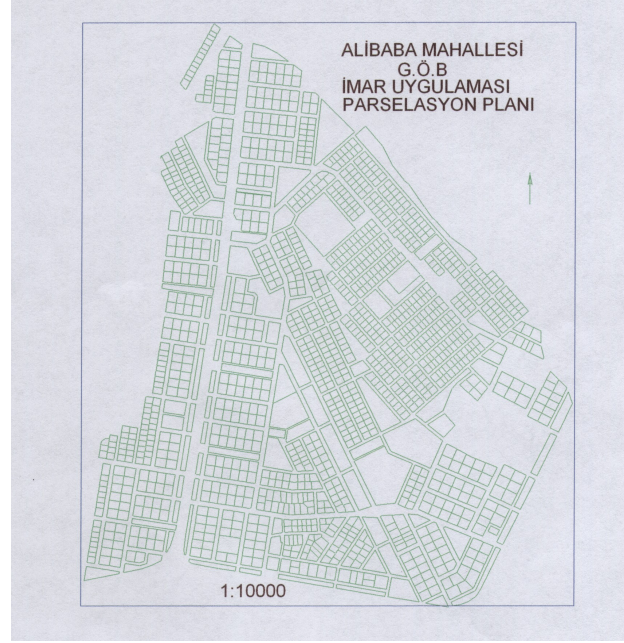 ALİBABA MAHALLESİ
G.Ö.B
İMAR UYGULAMASI
PARSELASYON PLANI
1:10000